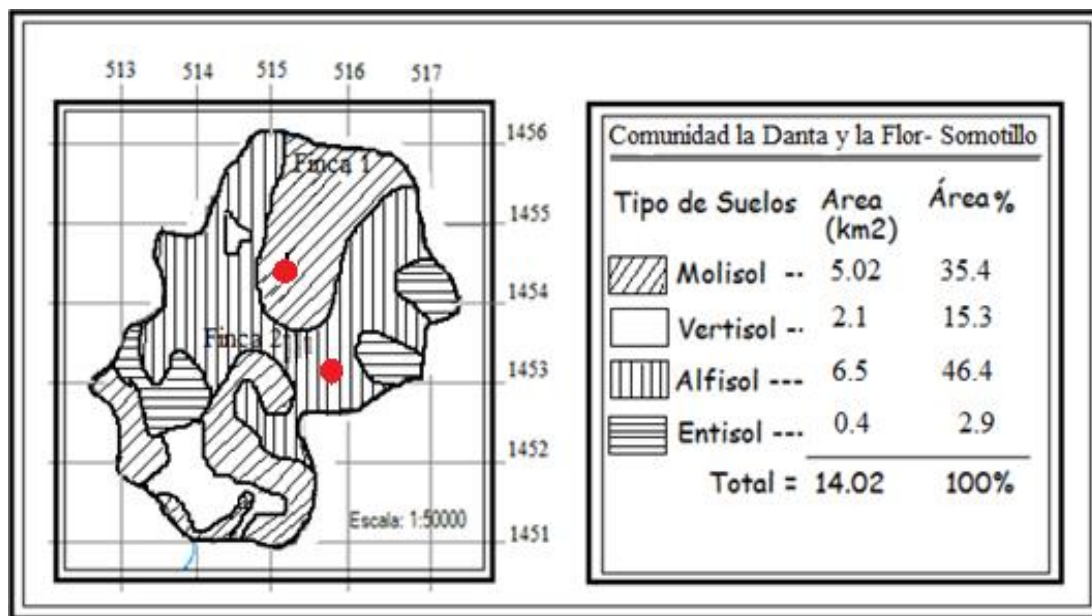 513 514 515 516 517
1456
Finca 1
1455
1454
Finca 2
1453
1452
Escala: 1:50000
1451
Comunidad la Danta y la Flor- Somotillo
Tipo de Suelos Area (km2) Área %
Molisol -- 5.02 35.4
Vertisol -. 2.1 15.3
Alfisol --- 6.5 46.4
Entisol --- 0.4 2.9
Total = 14.02 100%